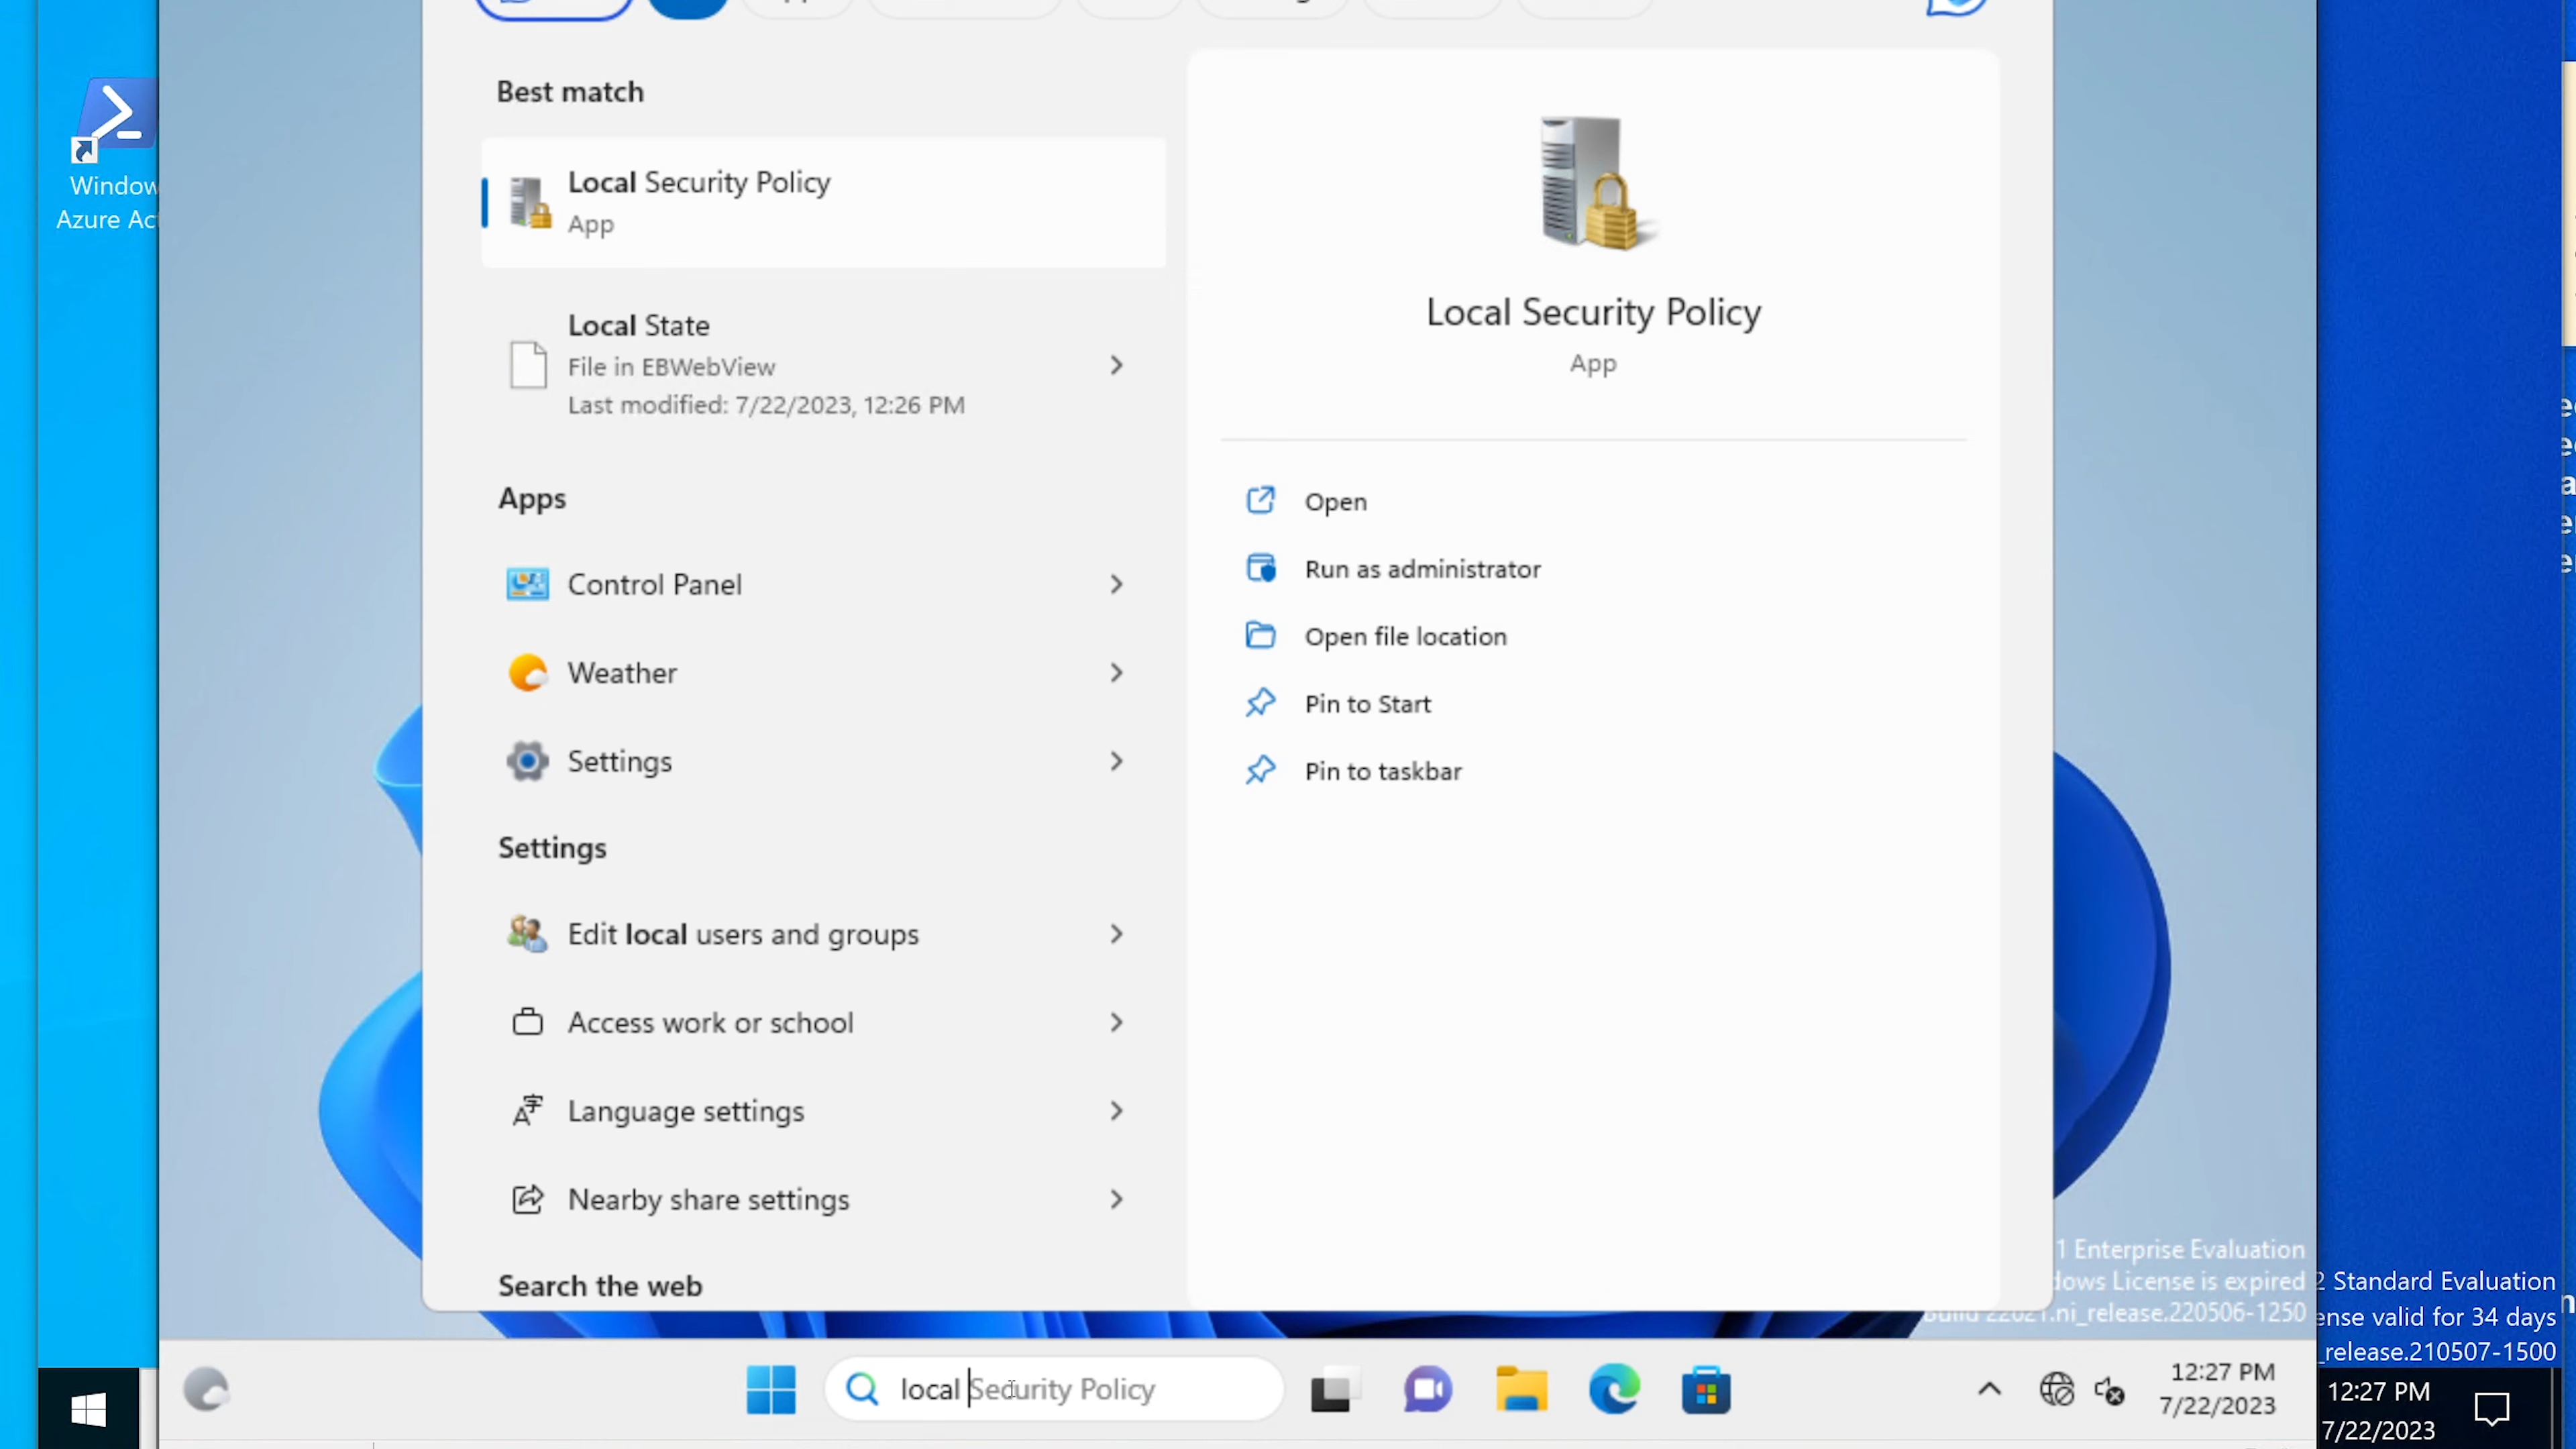 Window
Azure Act
Best match
Local Security Policy
App
Local State
File in EBWebView
Last modified: 7/22/2023, 12:26 PM
Apps
Control Panel
Weather
Settings
Settings
Edit local users and groups
Access work or school
Language settings
Nearby share settings
Search the web
Local Security Policy
App
Open
Run as administrator
Open file location
Pin to Start
Pin to taskbar
1 Enterprise Evaluation
dows License is expired
ni_release.220506-1250
2 Standard Evaluation
ense valid for 34 days
_release.210507-1500
local Security Policy
12:27 PM
7/22/2023
12:27 PM
7/22/2023